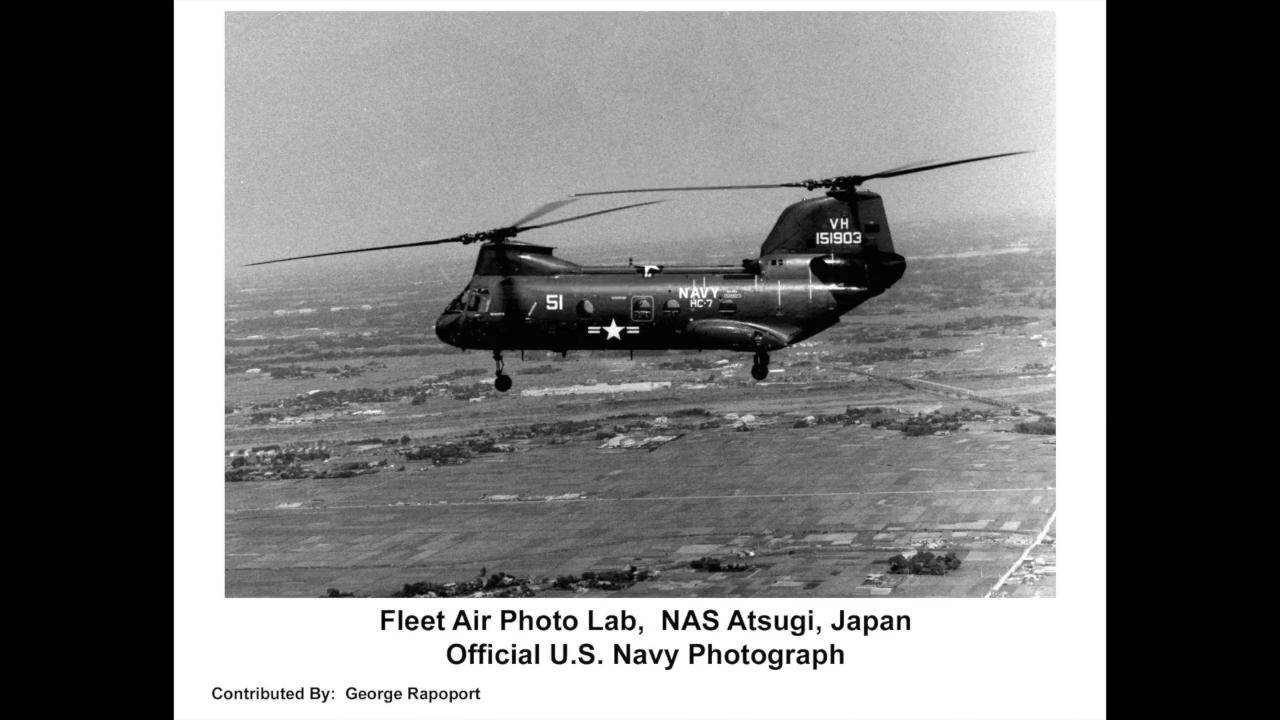 VH
151903
51
NAVY
HC-7
Fleet Air Photo Lab, NAS Atsugi, Japan
Official U.S. Navy Photograph
Contributed By: George Rapoport